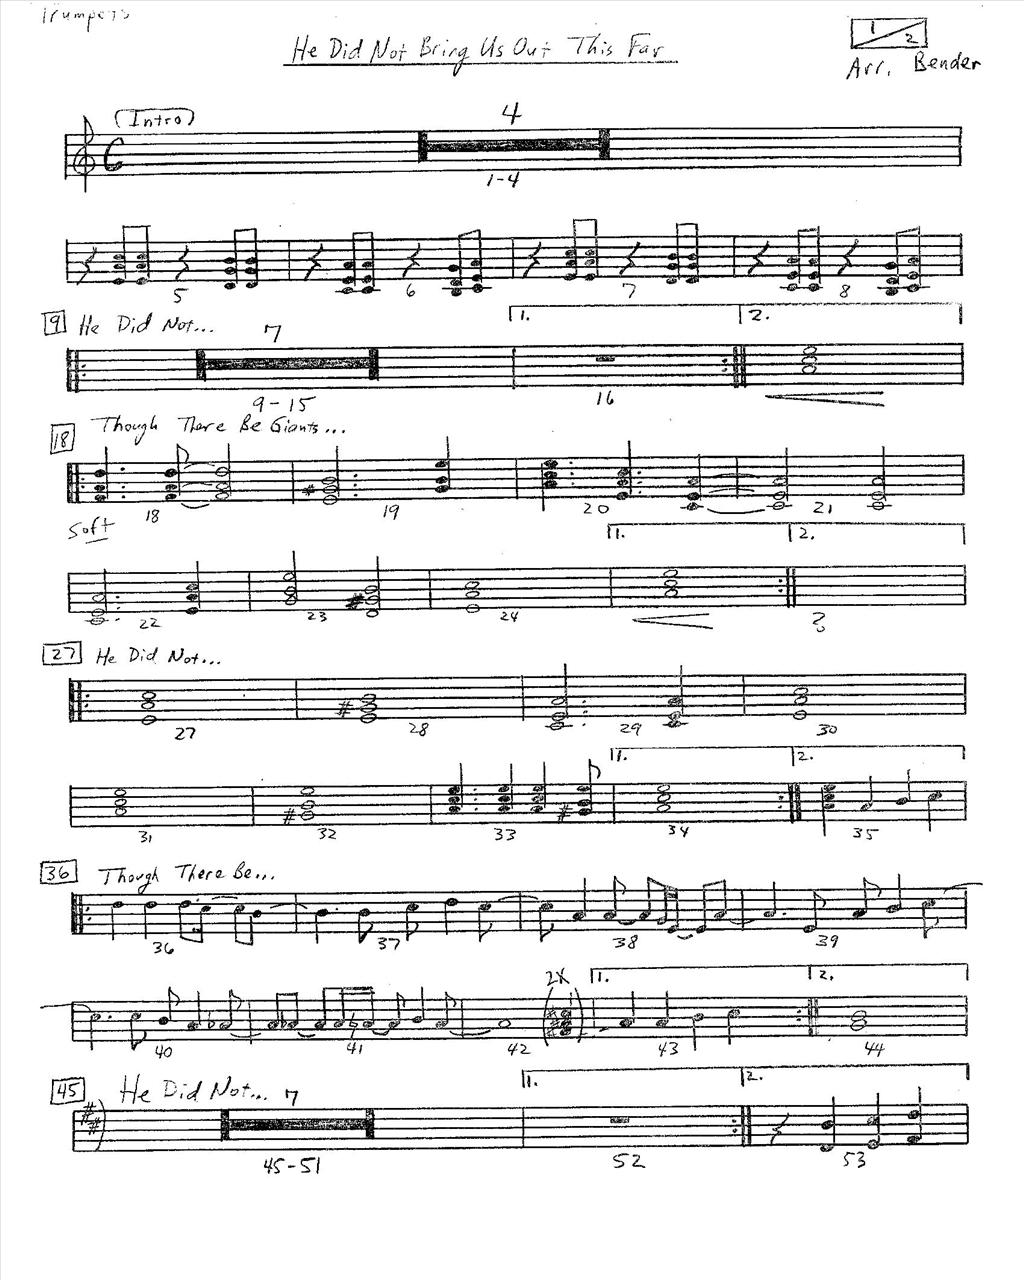 Trumpets
1/2
He Did Not Bring Us Out This Far
Arr. Bender
(Intro)
4
1-4
5 6 7 8
1. 2.
9 He Did Not... 7
9-15 16
18 Though There Be Giants...
18 19 20 21
Soft
1. 2.
22 23 24 ?
27 He Did Not...
27 28 29 30
1. 2.
31 32 33 34 35
36 Though There Be...
36 37 38 39
(2X) 1. 2.
40 41 42 43 44
45 He Did Not... 7
1. 2.
45-51 52 53